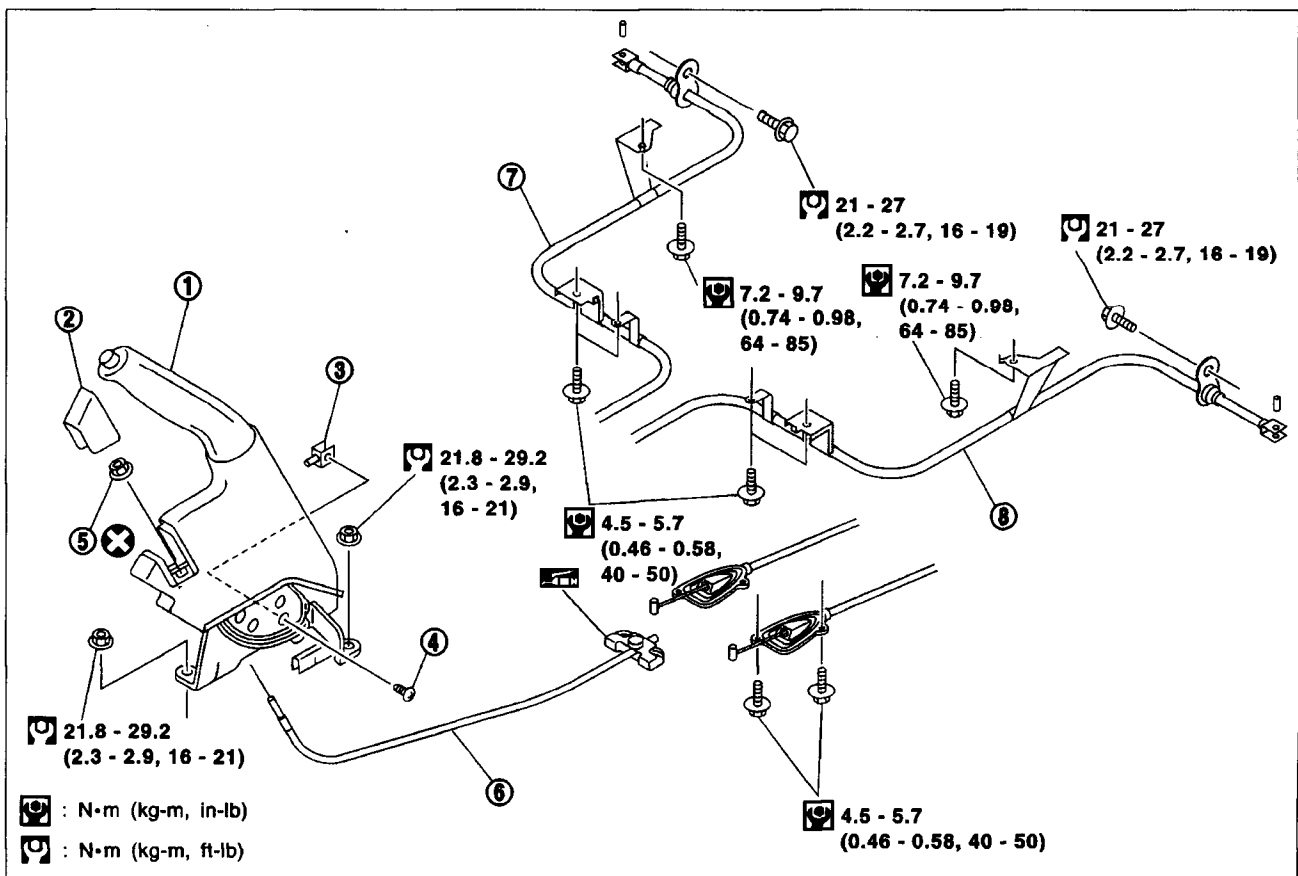 7
21 - 27
(2.2 - 2.7, 16 - 19)
21 - 27
(2.2 - 2.7, 16 - 19)
7.2 - 9.7
(0.74 - 0.98,
64 - 85)
7.2 - 9.7
(0.74 - 0.98,
64 - 85)
1
2
3
21.8 - 29.2
(2.3 - 2.9,
16 - 21)
5
8
4.5 - 5.7
(0.46 - 0.58,
40 - 50)
4
21.8 - 29.2
(2.3 - 2.9, 16 - 21)
6
4.5 - 5.7
(0.46 - 0.58, 40 - 50)
: N•m (kg-m, in-lb)
: N•m (kg-m, ft-lb)